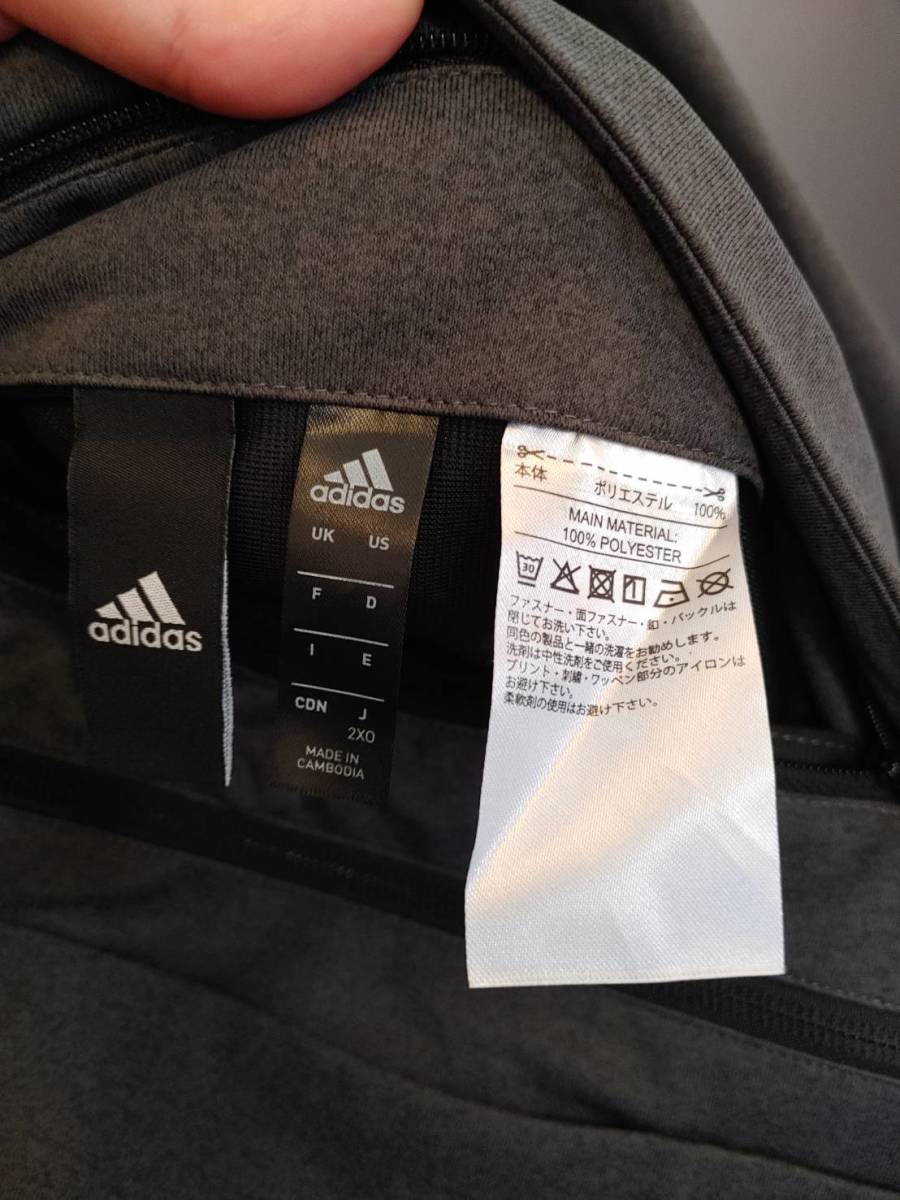 adidas
adidas
UK US
F D
I E
CDN J
2XO
MADE IN
CAMBODIA
本体 ポリエステル 100%
MAIN MATERIAL:
100% POLYESTER
30
ファスナー・面ファスナー・釦・バックルは
閉じてお洗い下さい。
同色の製品と一緒の洗濯をお勧めします。
洗剤は中性洗剤をご使用ください。
プリント・刺繍・ワッペン部分のアイロンは
お避け下さい。
柔軟剤の使用はお避け下さい。